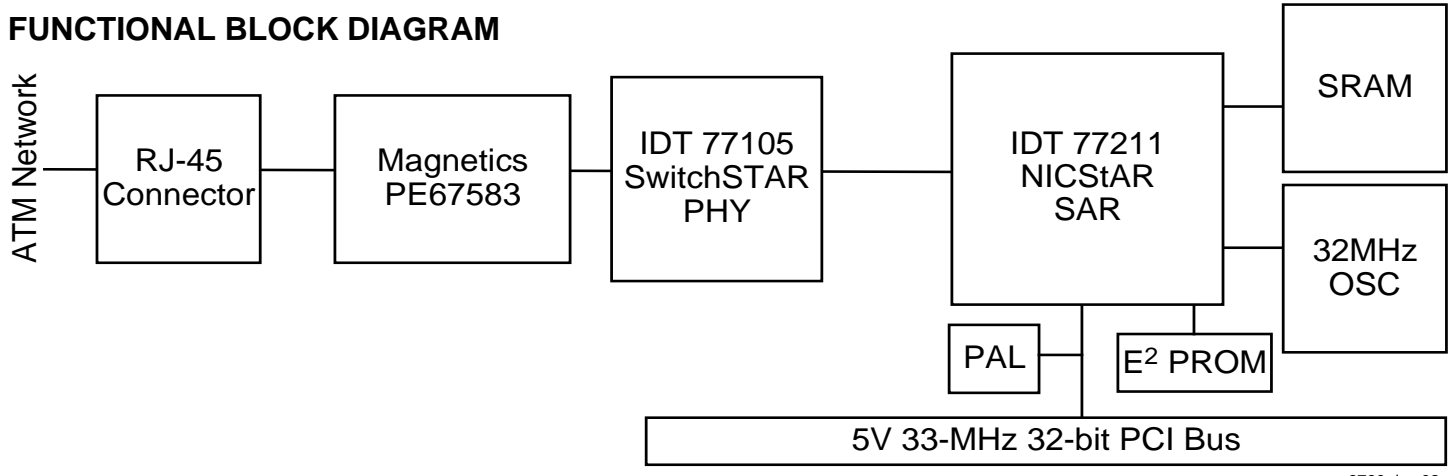 FUNCTIONAL BLOCK DIAGRAM
ATM Network
RJ-45
Connector
Magnetics
PE67583
IDT 77105
SwitchSTAR
PHY
IDT 77211
NICStAR
SAR
SRAM
32MHz
OSC
PAL
E² PROM
5V 33-MHz 32-bit PCI Bus